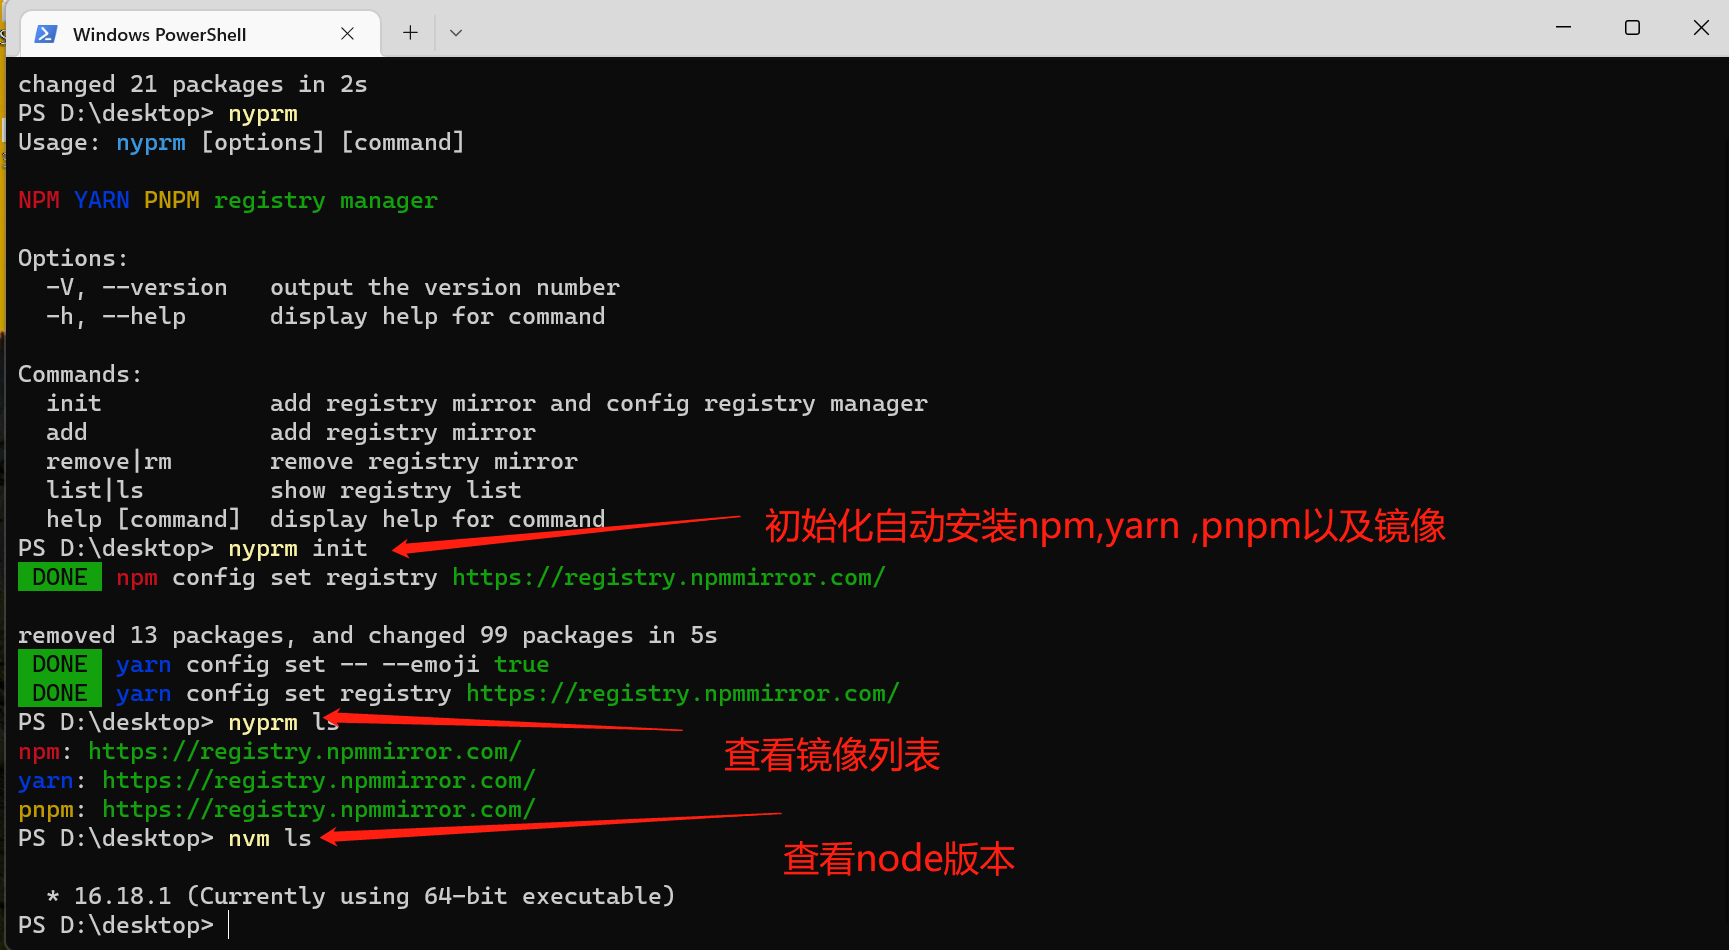 Windows PowerShell
changed 21 packages in 2s
PS D:\desktop> nyprm
Usage: nyprm [options] [command]
NPM YARN PNPM registry manager
Options:
-V, --version output the version number
-h, --help display help for command
Commands:
init add registry mirror and config registry manager
add add registry mirror
remove|rm remove registry mirror
list|ls show registry list
help [command] display help for command
初始化自动安装npm,yarn ,pnpm以及镜像
PS D:\desktop> nyprm init
DONE npm config set registry https://registry.npmmirror.com/
removed 13 packages, and changed 99 packages in 5s
DONE yarn config set -- --emoji true
DONE yarn config set registry https://registry.npmmirror.com/
PS D:\desktop> nyprm ls
npm: https://registry.npmmirror.com/
查看镜像列表
yarn: https://registry.npmmirror.com/
pnpm: https://registry.npmmirror.com/
PS D:\desktop> nvm ls
查看node版本
* 16.18.1 (Currently using 64-bit executable)
PS D:\desktop>